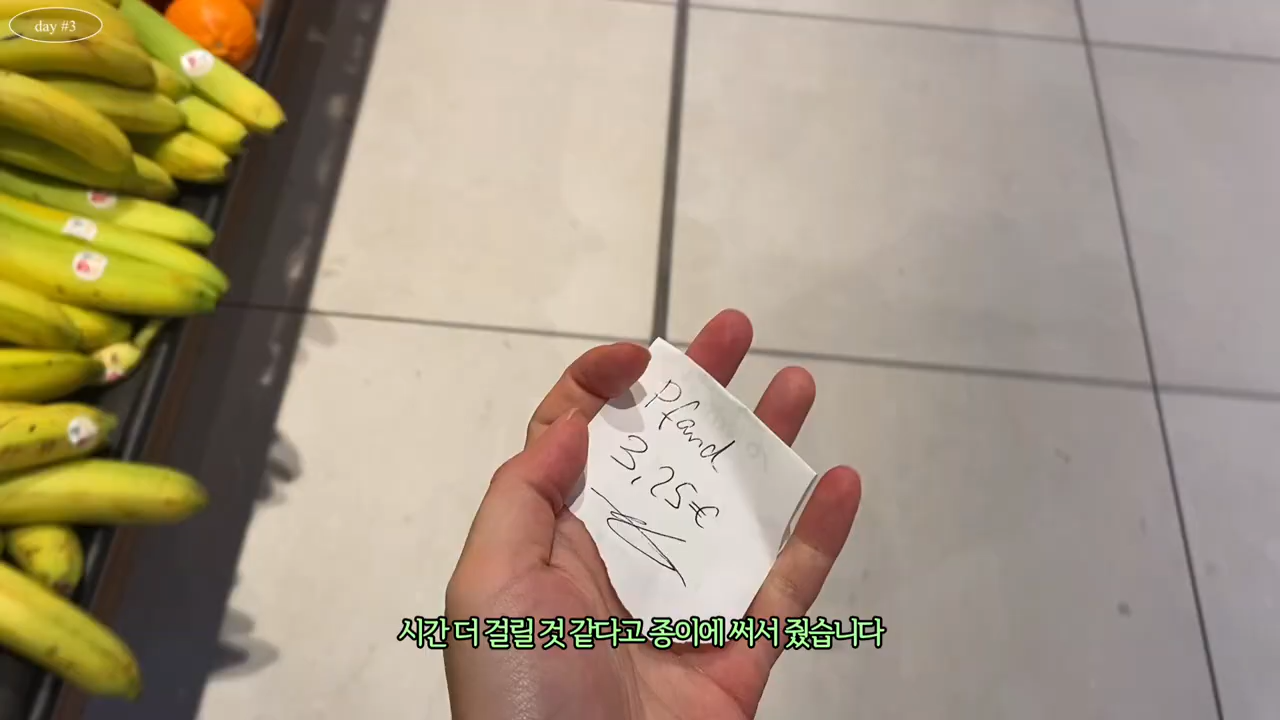 day #3
Pfand
3,25€
시간 더 걸릴 것 같다고 종이에 써서 줬습니다